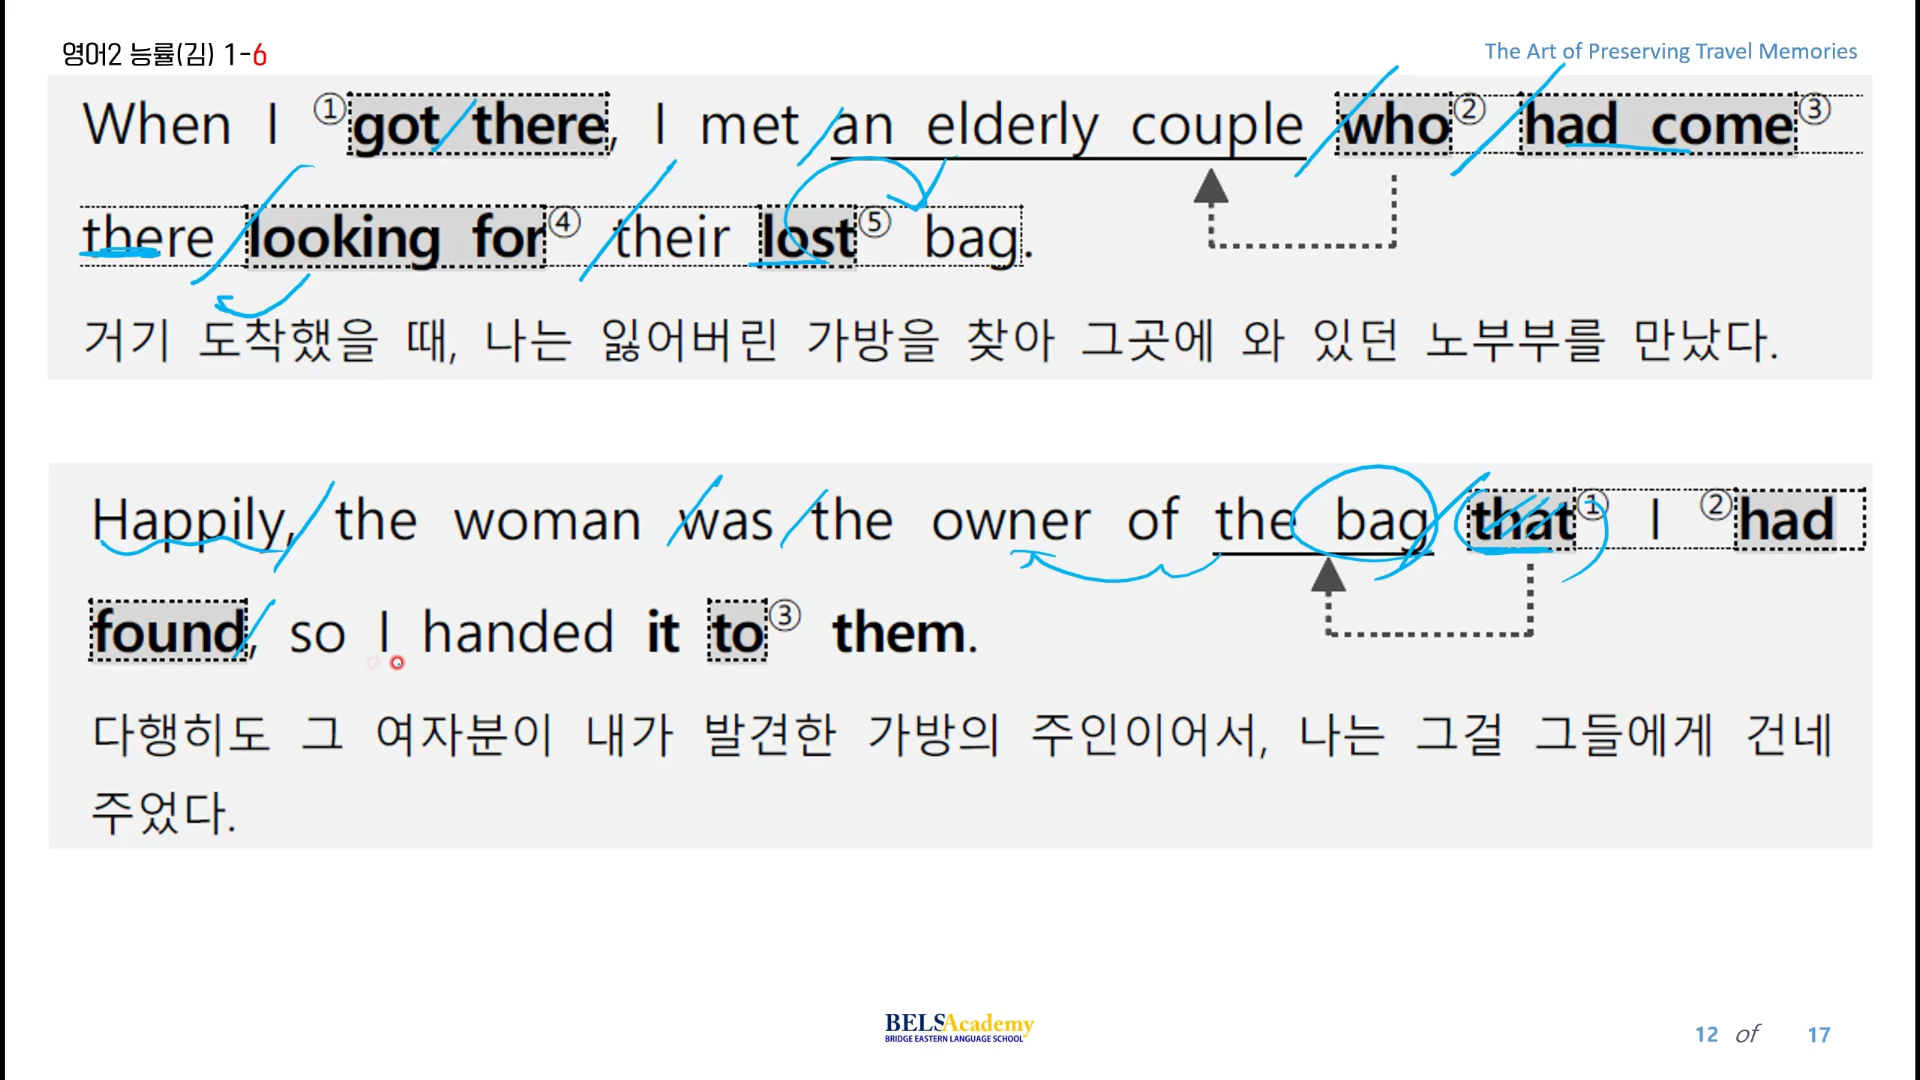 영어2 능률(김) 1-6
The Art of Preserving Travel Memories
When I ①got there, I met an elderly couple who② had come③
there looking for④ their lost⑤ bag.
거기 도착했을 때, 나는 잃어버린 가방을 찾아 그곳에 와 있던 노부부를 만났다.
Happily, the woman was the owner of the bag that① I ②had
found, so I handed it to③ them.
다행히도 그 여자분이 내가 발견한 가방의 주인이어서, 나는 그걸 그들에게 건네
주었다.
BELSAcademy
BRIDGE EASTERN LANGUAGE SCHOOL
12 of 17